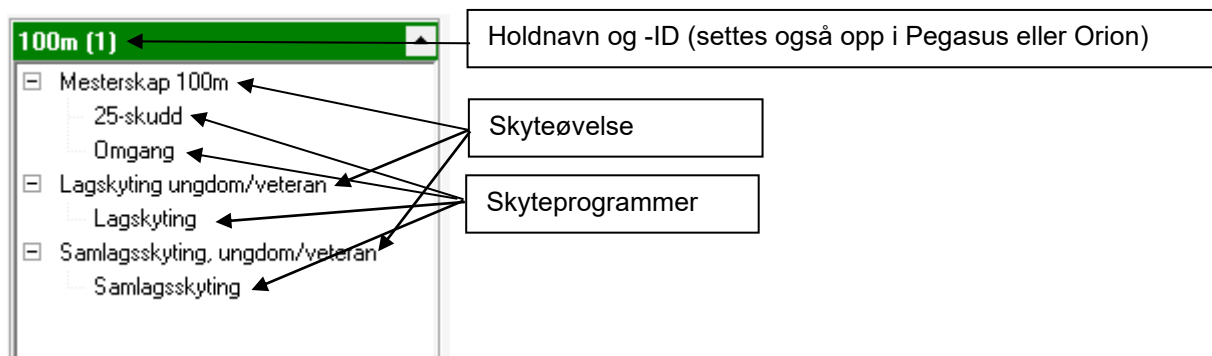 100m (1)
Holdnavn og -ID (settes også opp i Pegasus eller Orion)
Mesterskap 100m
25-skudd
Omgang
Skyteøvelse
Lagskyting ungdom/veteran
Lagskyting
Skyteprogrammer
Samlagsskyting, ungdom/veteran
Samlagsskyting